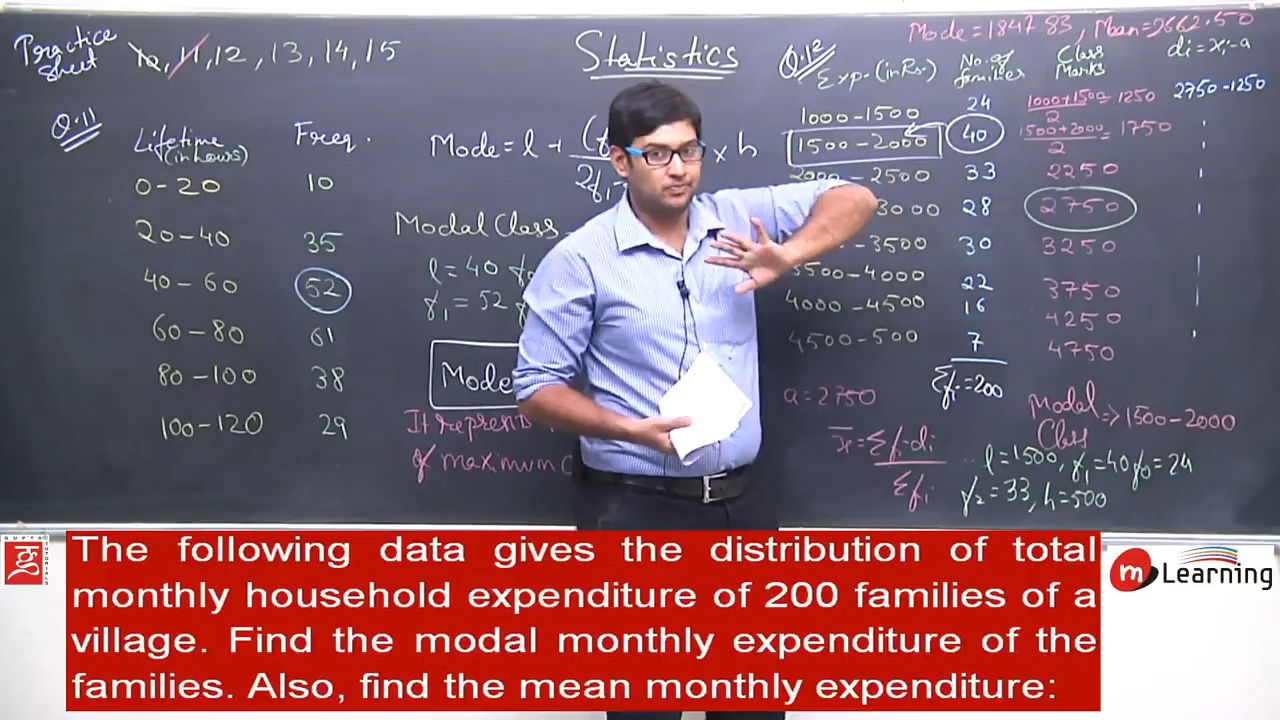 Practice Sheet
10, 11, 12, 13, 14, 15
Statistics
Q.11
Lifetime (in hours) Freq.
0-20 10
20-40 35
40-60 52
60-80 61
80-100 38
100-120 29
Mode = l + × h
2f1-
Modal Class
l = 40
f1 = 52
Mode
It represents
of maximum
Mode = 1847.83, Mean = 2662.50
Q.12
Exp. (in Rs.) No. of families Class Marks di = xi - a
1000-1500 24 1000+1500/2 = 1250 2750-1250
1500-2000 40 1500+2000/2 = 1750
2000-2500 33 2250
3000 28 2750
-3500 30 3250
3500-4000 22 3750
4000-4500 16 4250
4500-500 7 4750
Σfi = 200
a = 2750
x̄ = Σfidi
Σfi
Modal Class ⇒ 1500-2000
l = 1500, f1 = 40 f0 = 24
f2 = 33, h = 500
The following data gives the distribution of total
monthly household expenditure of 200 families of a
village. Find the modal monthly expenditure of the
families. Also, find the mean monthly expenditure:
GUPTA TUTORIALS
m Learning